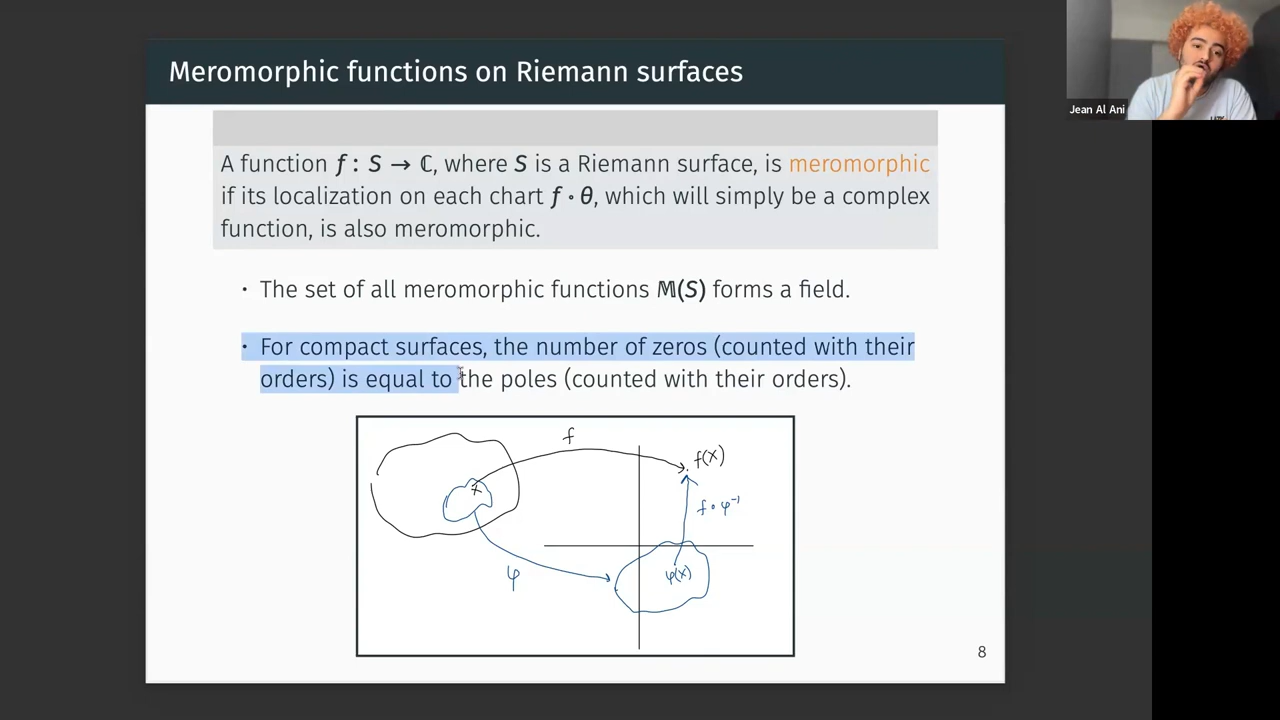 Meromorphic functions on Riemann surfaces
Jean Al Ani
A function f : S → ℂ, where S is a Riemann surface, is meromorphic
if its localization on each chart f ∘ θ, which will simply be a complex
function, is also meromorphic.
• The set of all meromorphic functions 𝕄(S) forms a field.
• For compact surfaces, the number of zeros (counted with their
orders) is equal to the poles (counted with their orders).
f
f(x)
x
f∘φ⁻¹
φ
φ(x)
8